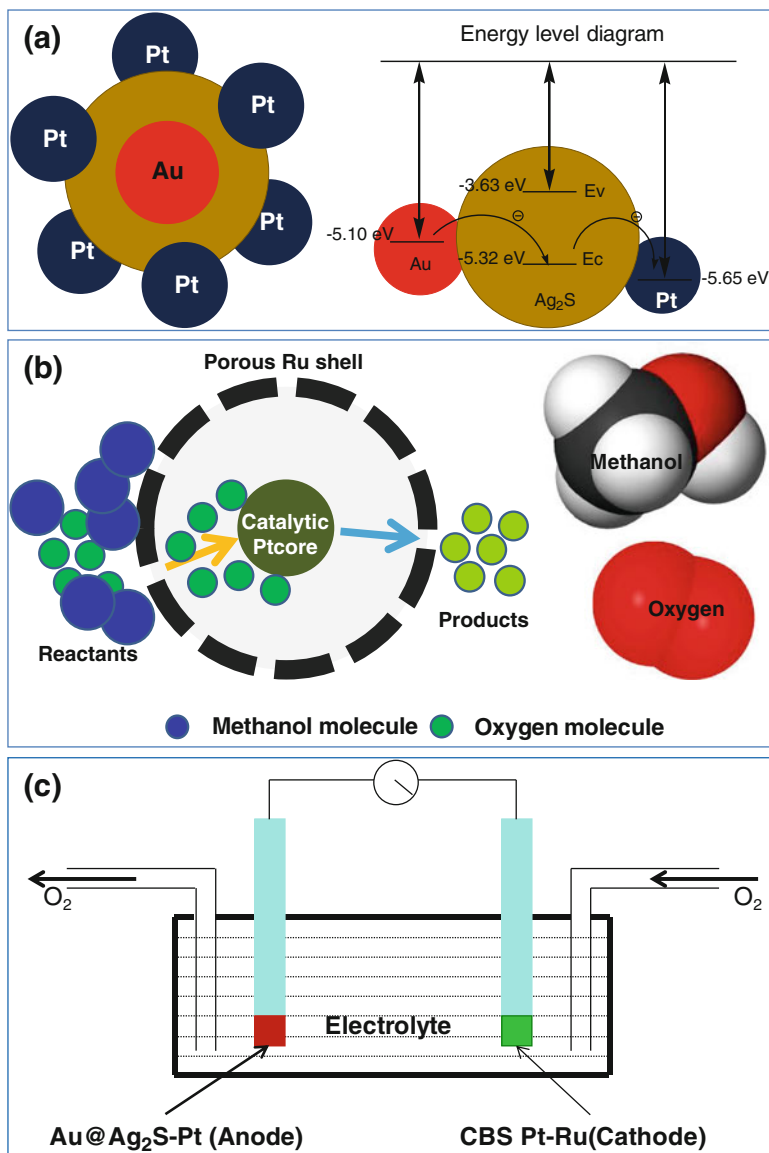 (a)
Pt
Pt
Pt
Au
Pt
Pt
Pt
Energy level diagram
-3.63 eV
Ev
-5.10 eV
Au
-5.32 eV
Ec
Ag₂S
Pt
-5.65 eV
(b)
Porous Ru shell
Catalytic
Ptcore
Reactants
Products
Methanol
Oxygen
Methanol molecule
Oxygen molecule
(c)
O₂
O₂
Electrolyte
Au@Ag₂S-Pt (Anode)
CBS Pt-Ru(Cathode)